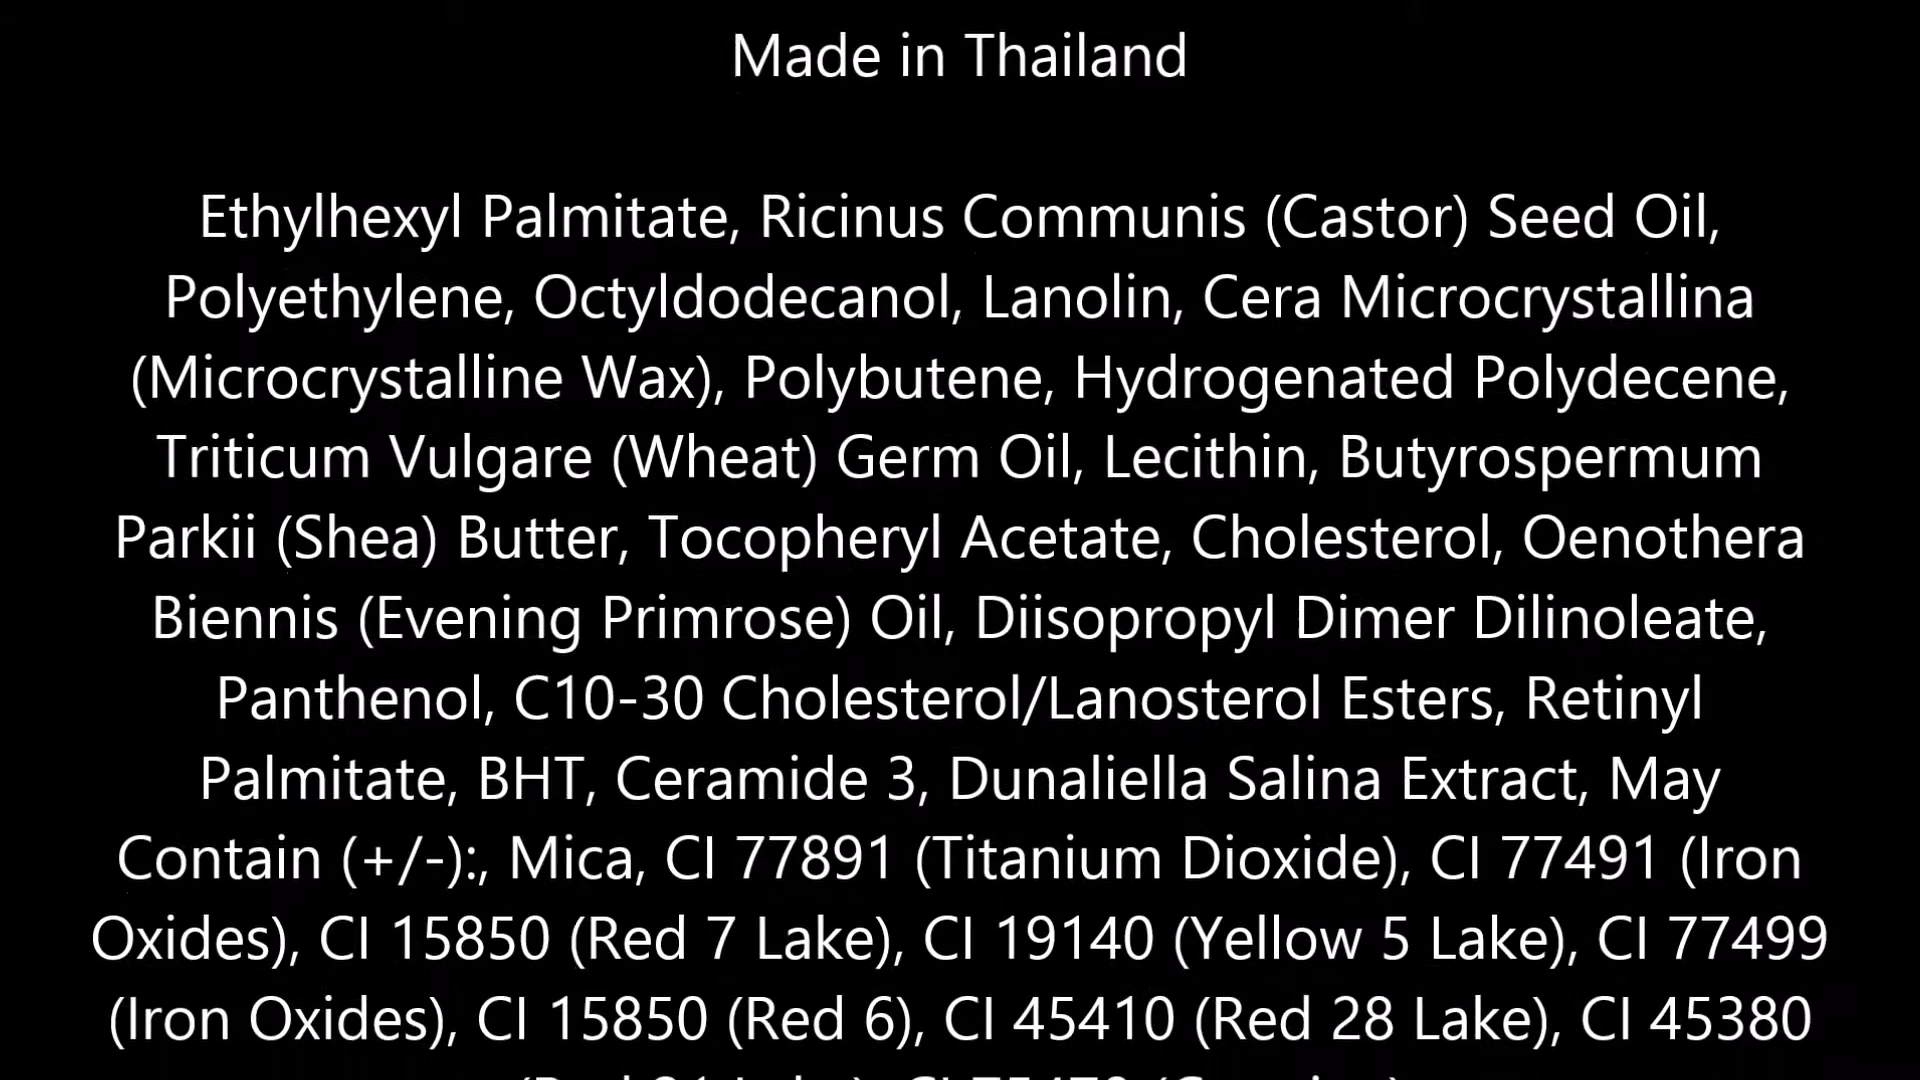 Made in Thailand
Ethylhexyl Palmitate, Ricinus Communis (Castor) Seed Oil,
Polyethylene, Octyldodecanol, Lanolin, Cera Microcrystallina
(Microcrystalline Wax), Polybutene, Hydrogenated Polydecene,
Triticum Vulgare (Wheat) Germ Oil, Lecithin, Butyrospermum
Parkii (Shea) Butter, Tocopheryl Acetate, Cholesterol, Oenothera
Biennis (Evening Primrose) Oil, Diisopropyl Dimer Dilinoleate,
Panthenol, C10-30 Cholesterol/Lanosterol Esters, Retinyl
Palmitate, BHT, Ceramide 3, Dunaliella Salina Extract, May
Contain (+/-):, Mica, CI 77891 (Titanium Dioxide), CI 77491 (Iron
Oxides), CI 15850 (Red 7 Lake), CI 19140 (Yellow 5 Lake), CI 77499
(Iron Oxides), CI 15850 (Red 6), CI 45410 (Red 28 Lake), CI 45380